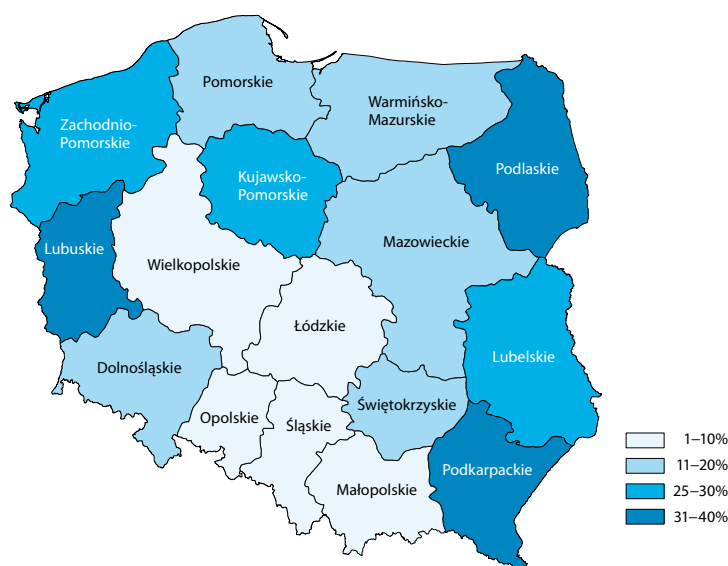 Pomorskie
Warmińsko-
Mazurskie
Zachodnio-
Pomorskie
Kujawsko-
Pomorskie
Podlaskie
Lubuskie
Wielkopolskie
Mazowieckie
Łódzkie
Dolnośląskie
Lubelskie
Opolskie
Śląskie
Świętokrzyskie
Małopolskie
Podkarpackie
1–10%
11–20%
25–30%
31–40%